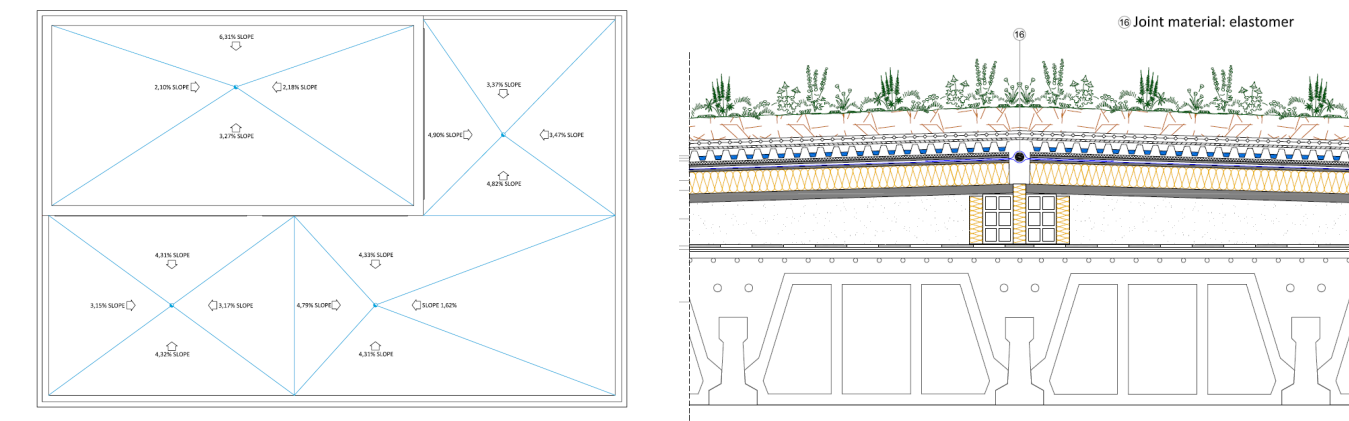 6,31% SLOPE
2,10% SLOPE
2,18% SLOPE
3,27% SLOPE
3,37% SLOPE
4,90% SLOPE
3,47% SLOPE
4,82% SLOPE
4,31% SLOPE
3,15% SLOPE
3,17% SLOPE
4,32% SLOPE
4,33% SLOPE
4,79% SLOPE
SLOPE 1,62%
4,31% SLOPE
16 Joint material: elastomer
16